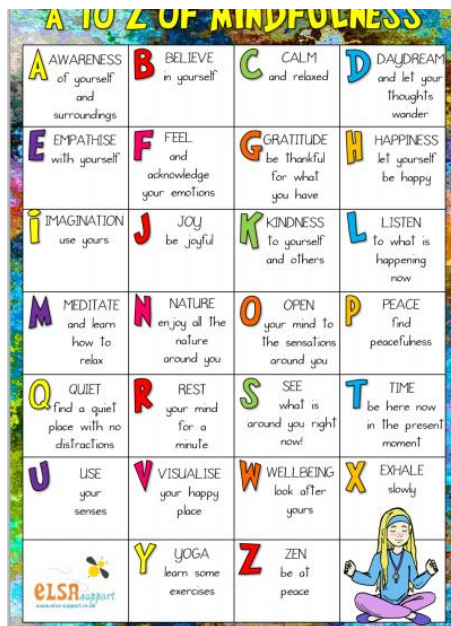 A TO Z OF MINDFULNESS
A AWARENESS
of yourself
and
surroundings
B BELIEVE
in yourself
C CALM
and relaxed
D DAYDREAM
and let your
thoughts
wander
E EMPATHISE
with yourself
F FEEL
and
acknowledge
your emotions
G GRATITUDE
be thankful
for what
you have
H HAPPINESS
let yourself
be happy
i IMAGINATION
use yours
J JOY
be joyful
K KINDNESS
to yourself
and others
L LISTEN
to what is
happening
now
M MEDITATE
and learn
how to
relax
N NATURE
enjoy all the
nature
around you
O OPEN
your mind to
the sensations
around you
P PEACE
find
peacefulness
Q QUIET
find a quiet
place with no
distractions
R REST
your mind
for a
minute
S SEE
what is
around you right
now!
T TIME
be here now
in the present
moment
U USE
your
senses
V VISUALISE
your happy
place
W WELLBEING
look after
yours
X EXHALE
slowly
eLSA support
www.elsa-support.co.uk
Y YOGA
learn some
exercises
Z ZEN
be at
peace